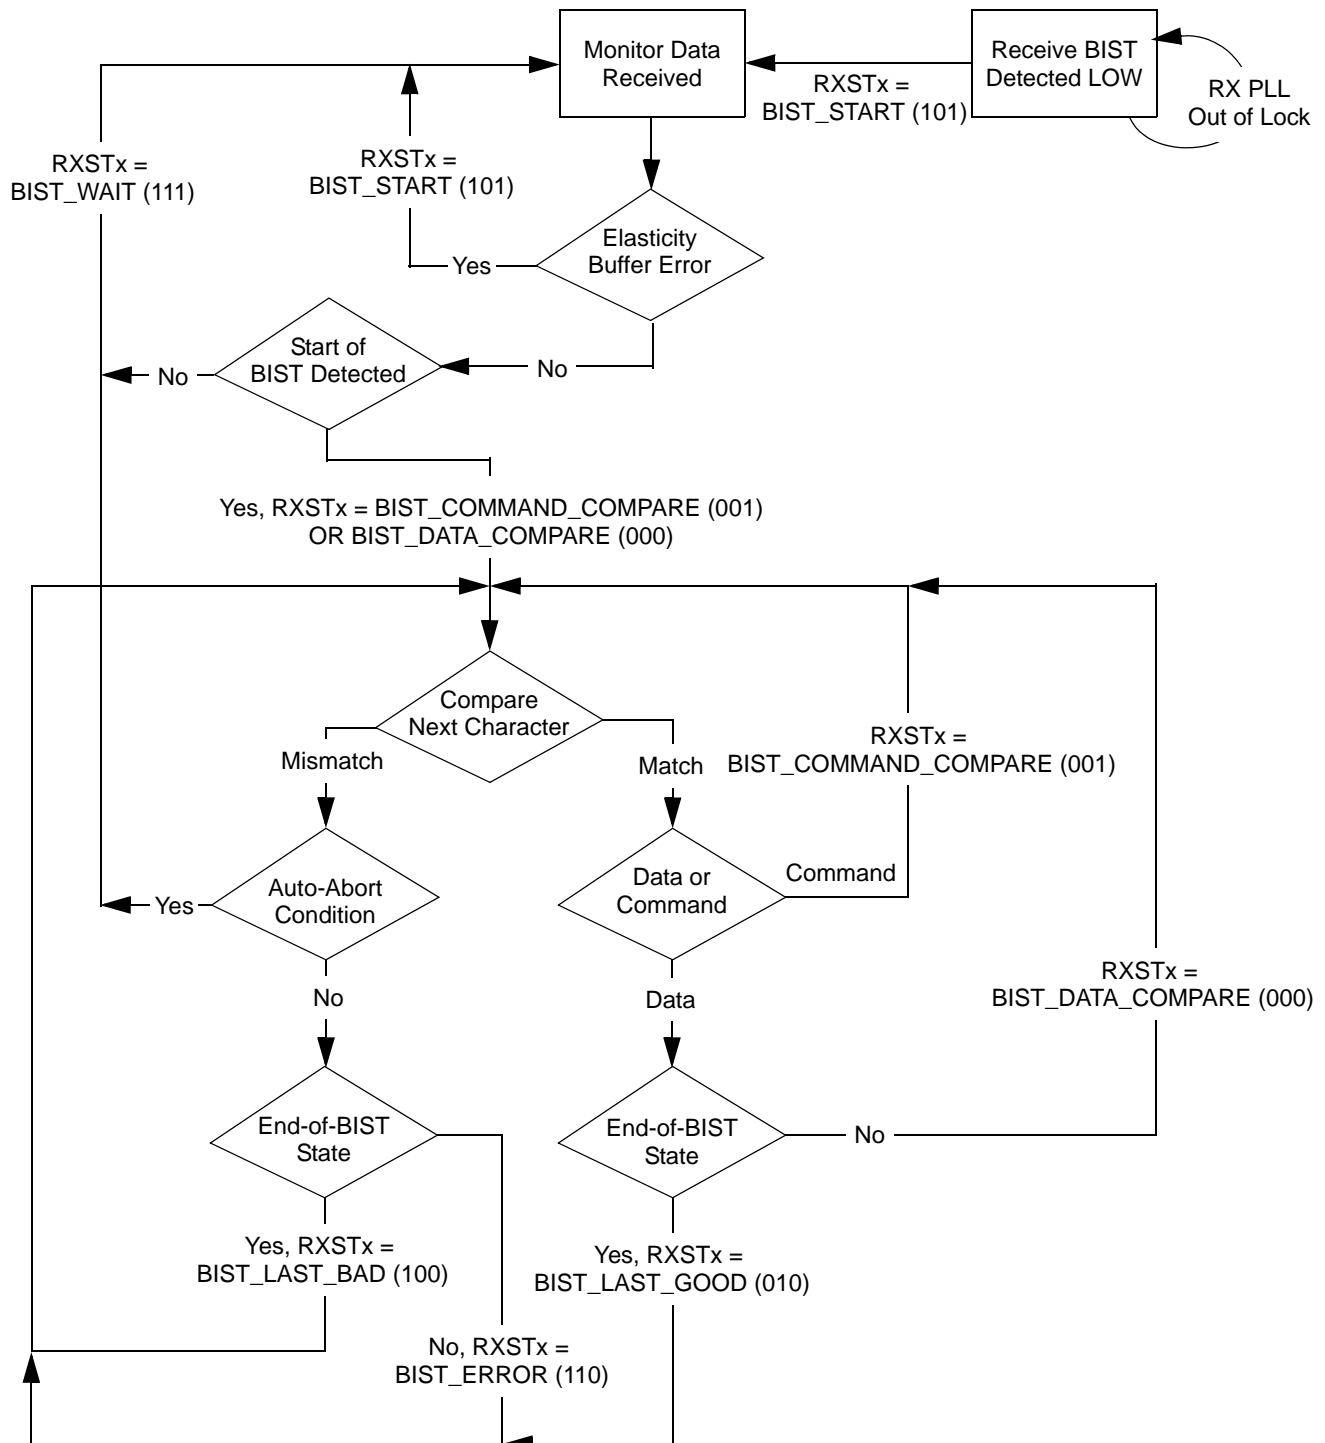 Monitor Data
Received
Receive BIST
Detected LOW
RX PLL
Out of Lock
RXSTx =
BIST_START (101)
RXSTx =
BIST_WAIT (111)
RXSTx =
BIST_START (101)
Elasticity
Buffer Error
Yes
Start of
BIST Detected
No
No
Yes, RXSTx = BIST_COMMAND_COMPARE (001)
OR BIST_DATA_COMPARE (000)
Compare
Next Character
Mismatch
Match
RXSTx =
BIST_COMMAND_COMPARE (001)
Auto-Abort
Condition
Yes
Data or
Command
Command
No
Data
RXSTx =
BIST_DATA_COMPARE (000)
End-of-BIST
State
End-of-BIST
State
No
Yes, RXSTx =
BIST_LAST_BAD (100)
Yes, RXSTx =
BIST_LAST_GOOD (010)
No, RXSTx =
BIST_ERROR (110)